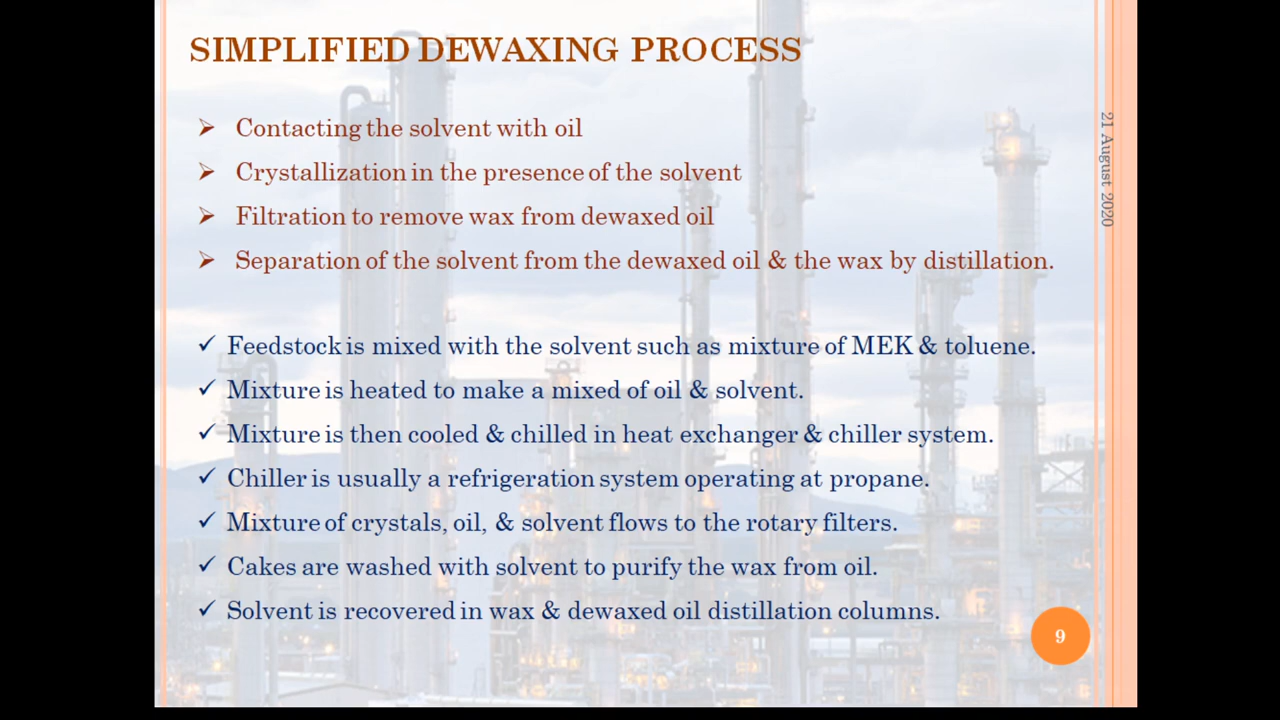 SIMPLIFIED DEWAXING PROCESS
Contacting the solvent with oil
Crystallization in the presence of the solvent
Filtration to remove wax from dewaxed oil
Separation of the solvent from the dewaxed oil & the wax by distillation.
Feedstock is mixed with the solvent such as mixture of MEK & toluene.
Mixture is heated to make a mixed of oil & solvent.
Mixture is then cooled & chilled in heat exchanger & chiller system.
Chiller is usually a refrigeration system operating at propane.
Mixture of crystals, oil, & solvent flows to the rotary filters.
Cakes are washed with solvent to purify the wax from oil.
Solvent is recovered in wax & dewaxed oil distillation columns.
21 August 2020
9